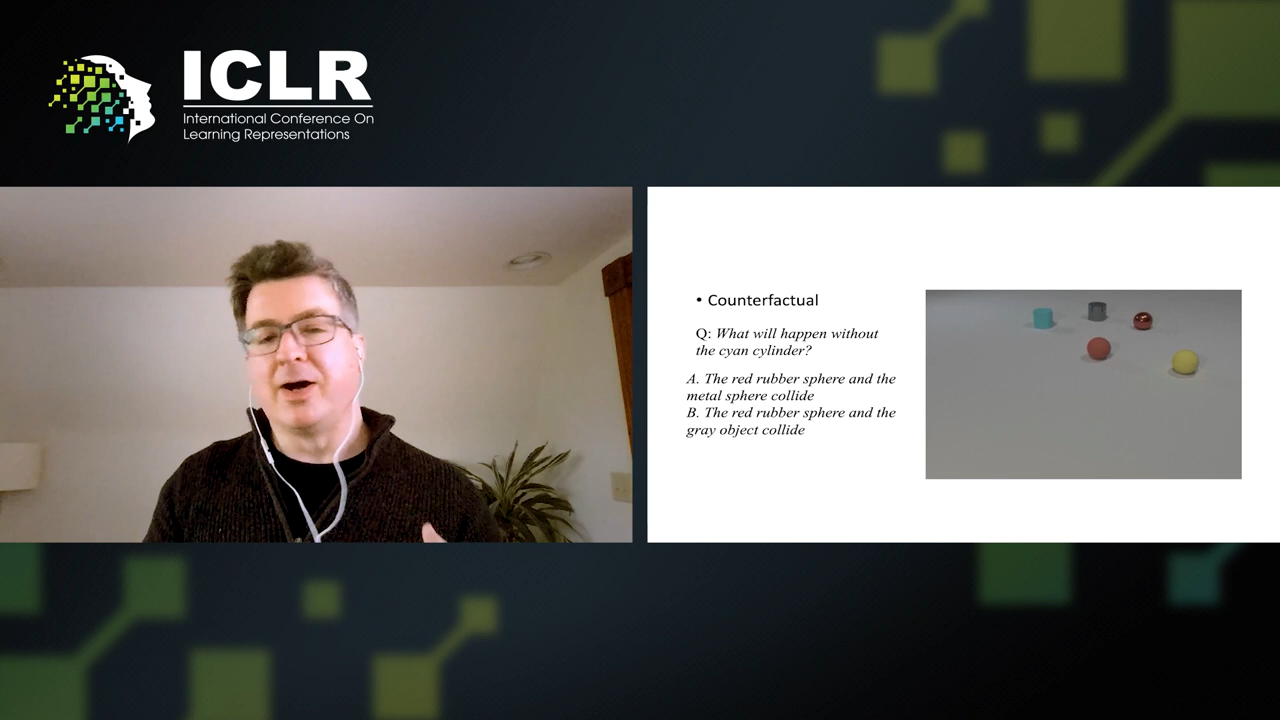 ICLR
International Conference On
Learning Representations
• Counterfactual
Q: What will happen without
the cyan cylinder?
A. The red rubber sphere and the
metal sphere collide
B. The red rubber sphere and the
gray object collide